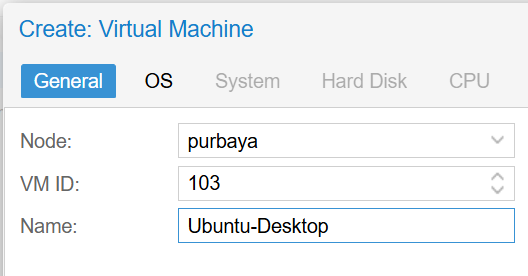 Create: Virtual Machine
General OS System Hard Disk CPU
Node: purbaya
VM ID: 103
Name: Ubuntu-Desktop